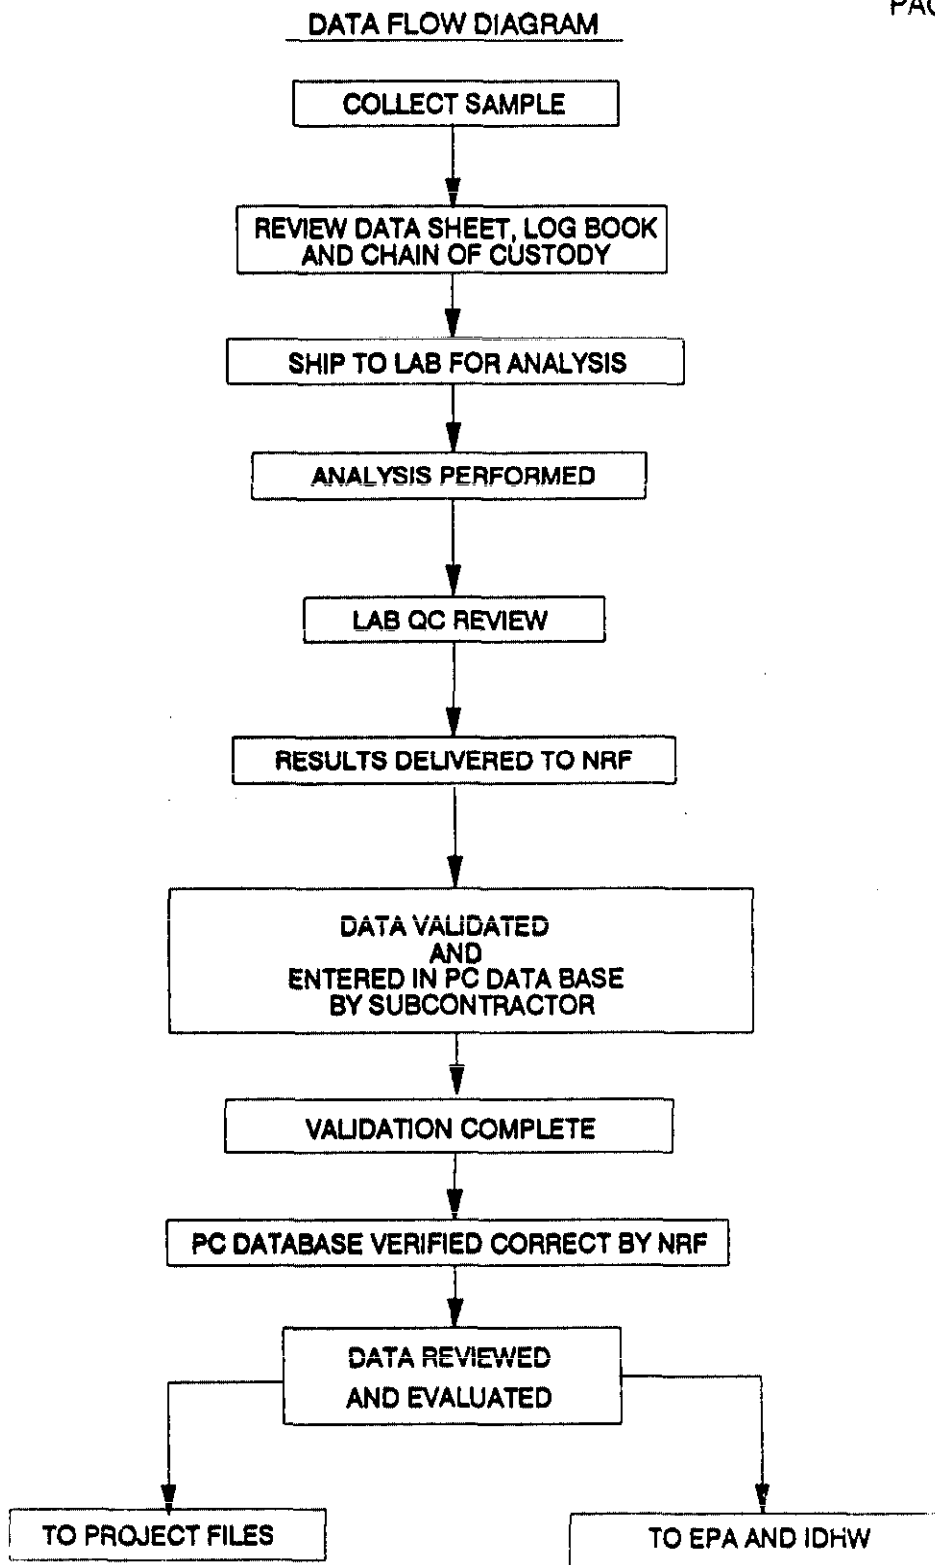 DATA FLOW DIAGRAM
COLLECT SAMPLE
REVIEW DATA SHEET, LOG BOOK
AND CHAIN OF CUSTODY
SHIP TO LAB FOR ANALYSIS
ANALYSIS PERFORMED
LAB QC REVIEW
RESULTS DELIVERED TO NRF
DATA VALIDATED
AND
ENTERED IN PC DATA BASE
BY SUBCONTRACTOR
VALIDATION COMPLETE
PC DATABASE VERIFIED CORRECT BY NRF
DATA REVIEWED
AND EVALUATED
TO PROJECT FILES
TO EPA AND IDHW